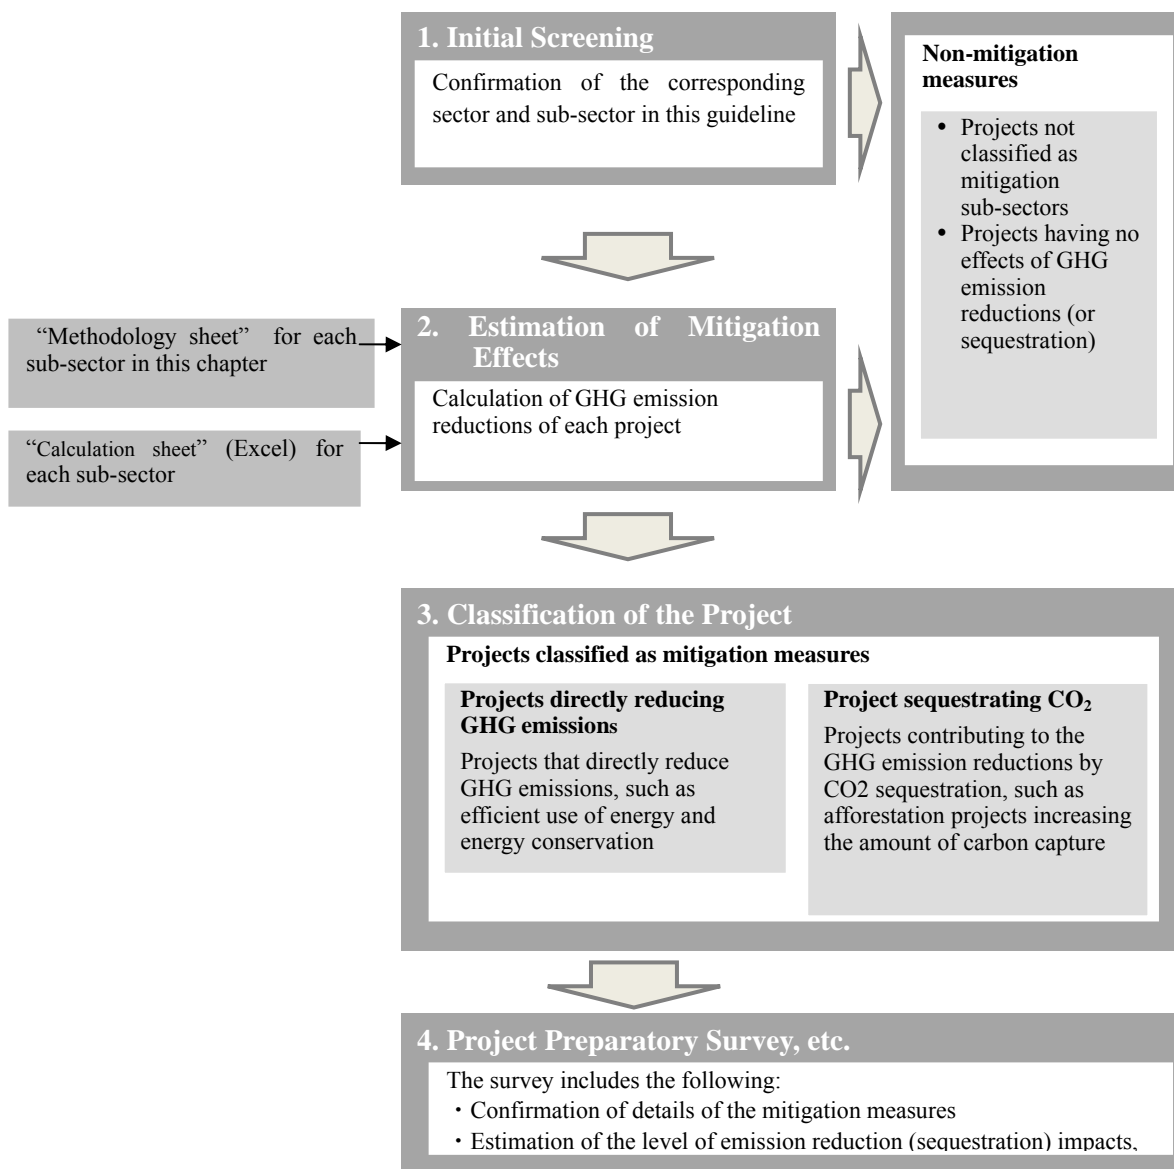 1. Initial Screening
Confirmation of the corresponding
sector and sub-sector in this guideline
Non-mitigation
measures
• Projects not
classified as
mitigation
sub-sectors
• Projects having no
effects of GHG
emission
reductions (or
sequestration)
“Methodology sheet” for each
sub-sector in this chapter
“Calculation sheet” (Excel) for
each sub-sector
2. Estimation of Mitigation
Effects
Calculation of GHG emission
reductions of each project
3. Classification of the Project
Projects classified as mitigation measures
Projects directly reducing
GHG emissions
Projects that directly reduce
GHG emissions, such as
efficient use of energy and
energy conservation
Project sequestrating CO₂
Projects contributing to the
GHG emission reductions by
CO2 sequestration, such as
afforestation projects increasing
the amount of carbon capture
4. Project Preparatory Survey, etc.
The survey includes the following:
・Confirmation of details of the mitigation measures
・Estimation of the level of emission reduction (sequestration) impacts,